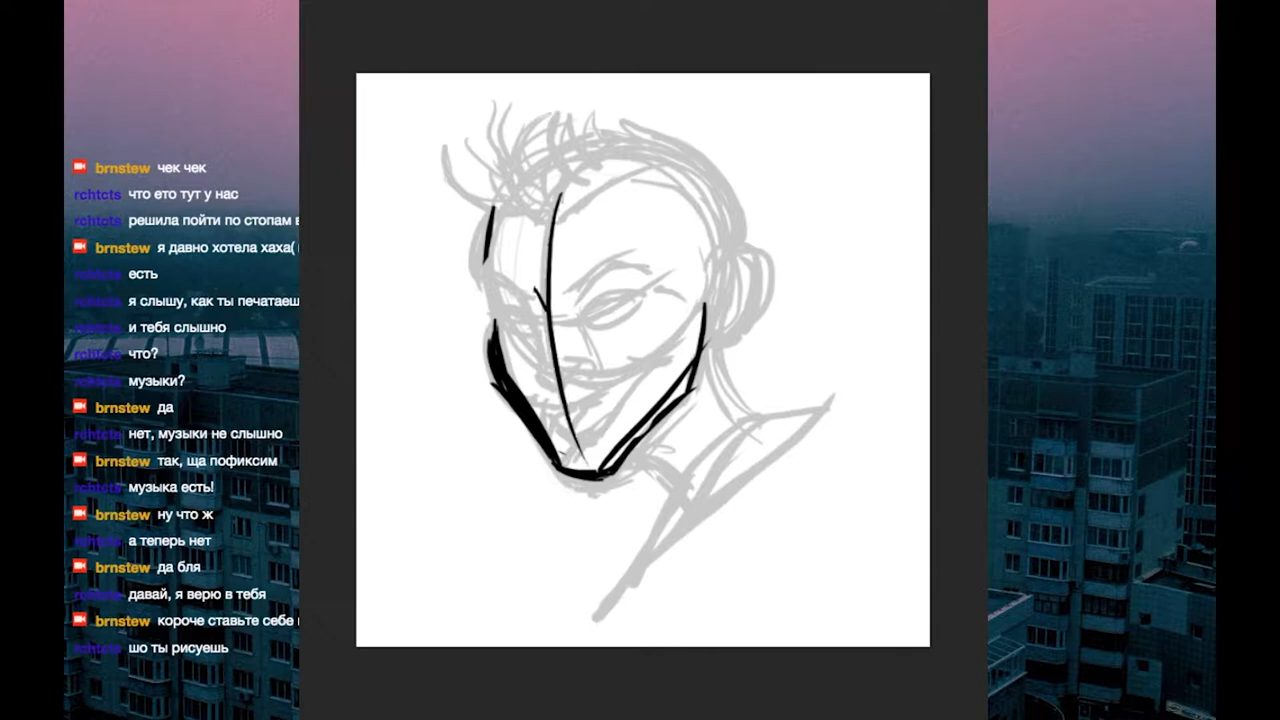 brnstew чек чек
rchtcts что ето тут у нас
rchtcts решила пойти по стопам в
brnstew я давно хотела хаха(
rchtcts есть
rchtcts я слышу, как ты печатаеш
rchtcts и тебя слышно
rchtcts что?
rchtcts музыки?
brnstew да
rchtcts нет, музыки не слышно
brnstew так, ща пофиксим
rchtcts музыка есть!
brnstew ну что ж
rchtcts а теперь нет
brnstew да бля
rchtcts давай, я верю в тебя
brnstew короче ставьте себе
rchtcts шо ты рисуешь